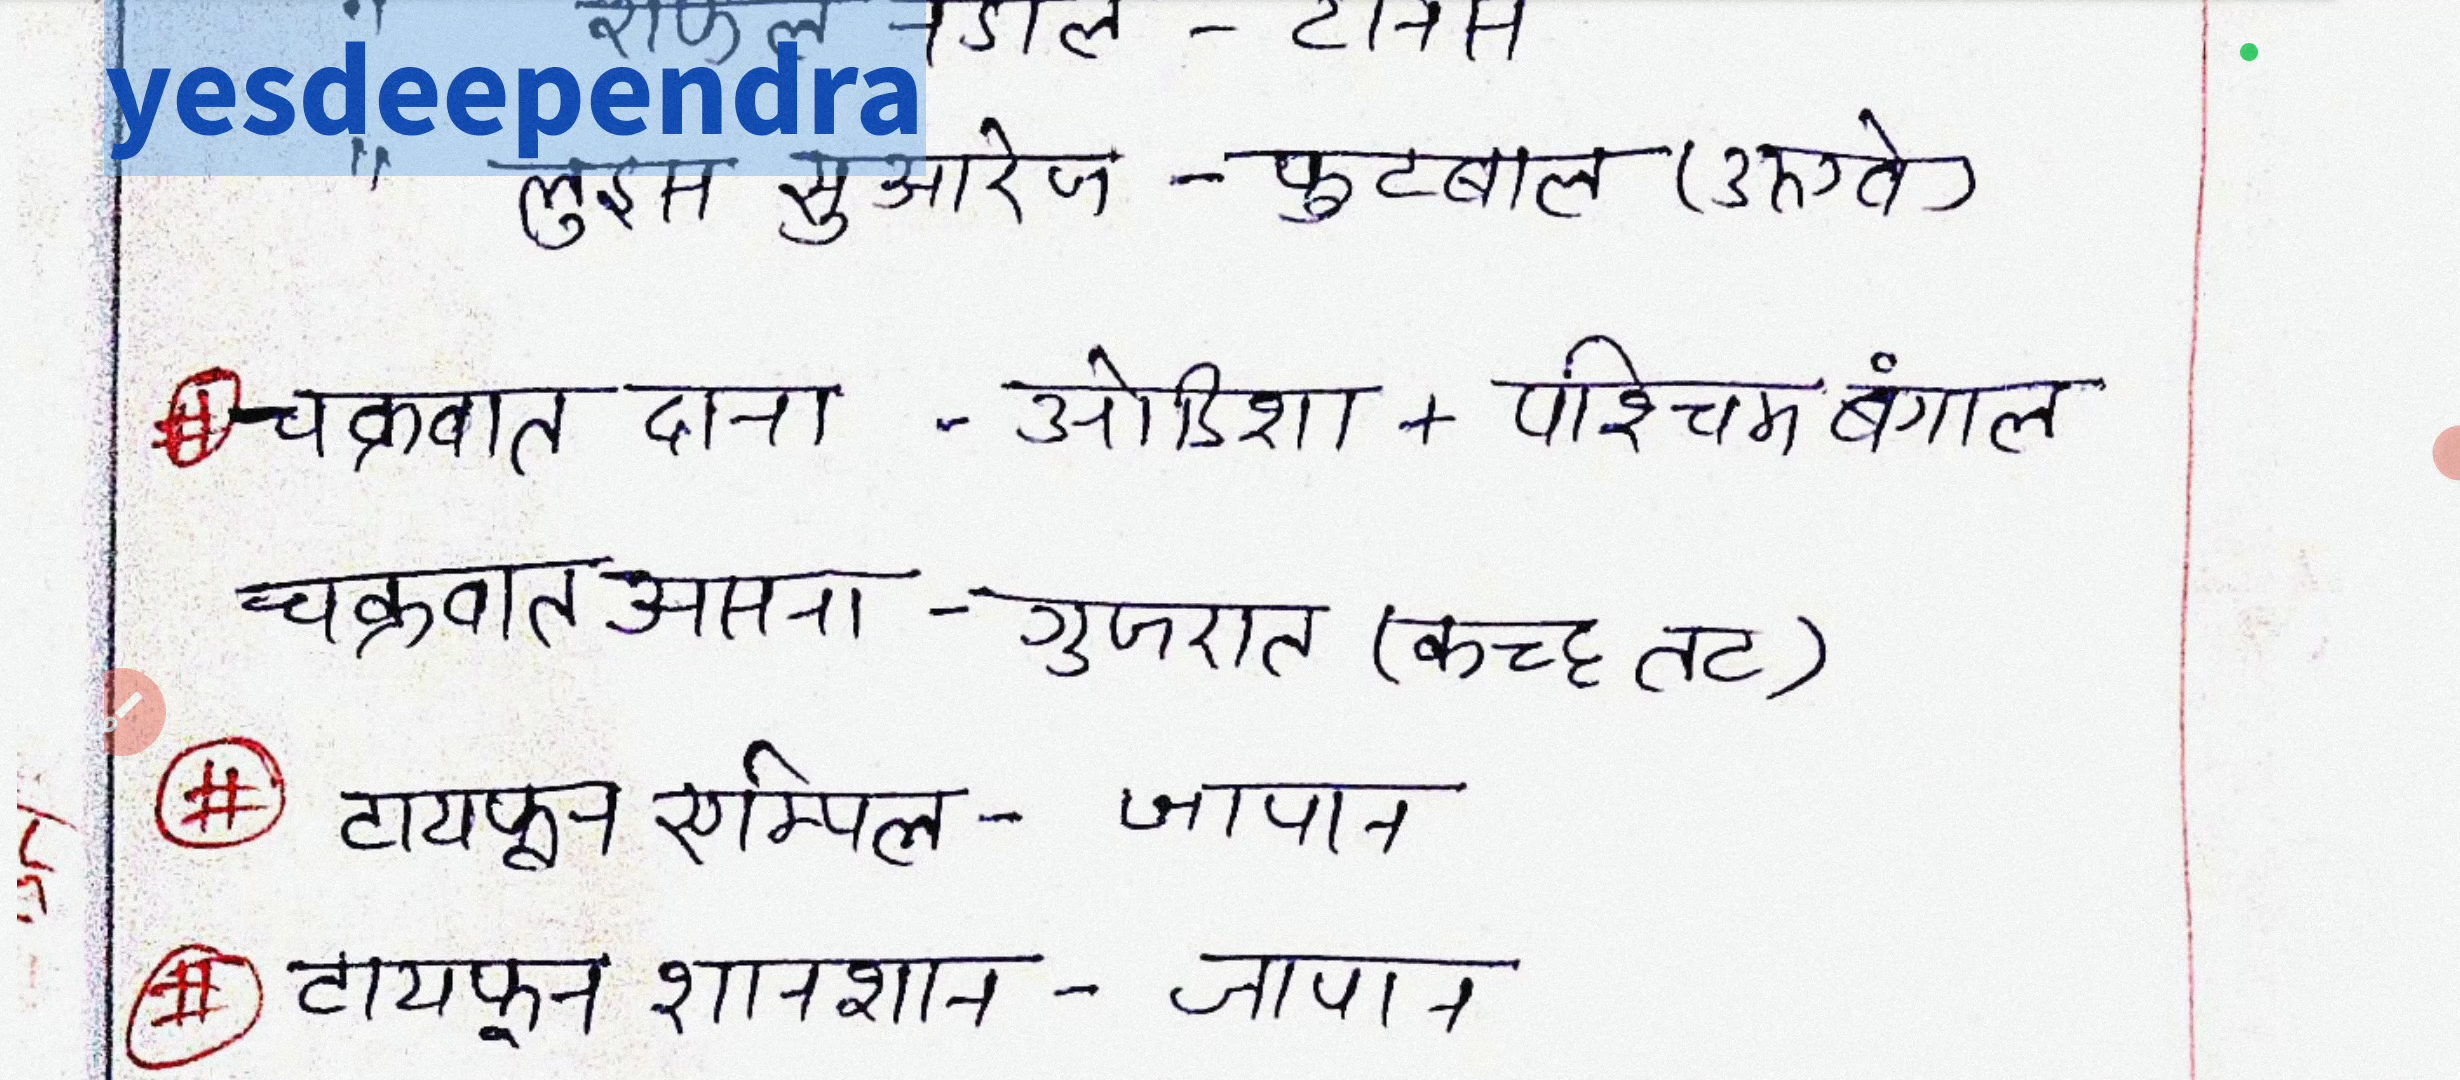 राफेल नडाल - टेनिस
yesdeependra
" लुइस सुआरेज - फुटबाल (उरुग्वे)
# चक्रवात दाना - ओडिशा + पश्चिम बंगाल
चक्रवात असना - गुजरात (कच्छ तट)
# टायफून एम्पिल - जापान
# टायफून शानशान - जापान